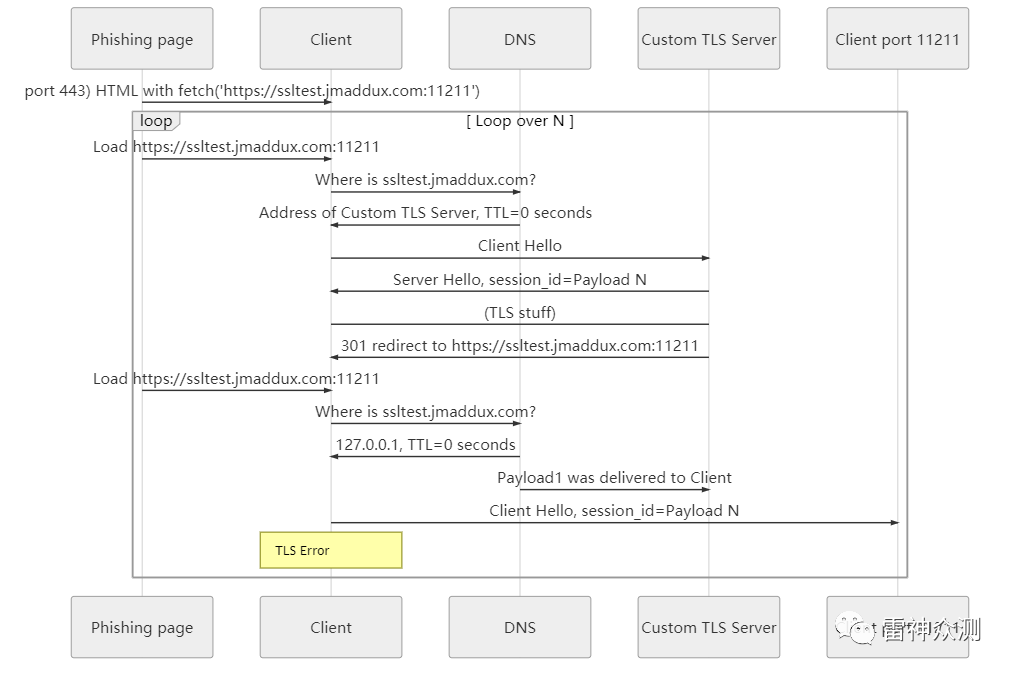 Phishing page
Client
DNS
Custom TLS Server
Client port 11211
port 443) HTML with fetch('https://ssltest.jmaddux.com:11211')
loop
[ Loop over N ]
Load https://ssltest.jmaddux.com:11211
Where is ssltest.jmaddux.com?
Address of Custom TLS Server, TTL=0 seconds
Client Hello
Server Hello, session_id=Payload N
(TLS stuff)
301 redirect to https://ssltest.jmaddux.com:11211
Load https://ssltest.jmaddux.com:11211
Where is ssltest.jmaddux.com?
127.0.0.1, TTL=0 seconds
Payload1 was delivered to Client
Client Hello, session_id=Payload N
TLS Error
Phishing page
Client
DNS
Custom TLS Server
雷神众测